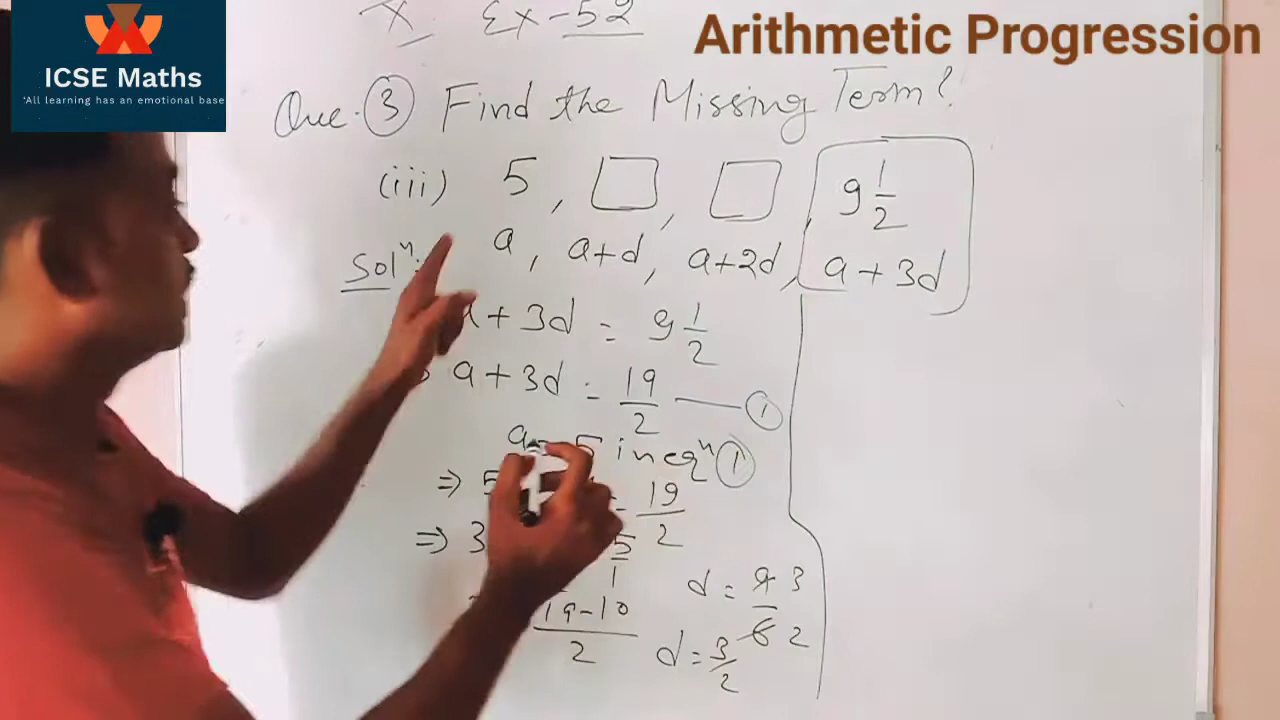 ICSE Maths
'All learning has an emotional base
Arithmetic Progression
X Ex-52
Que. ③ Find the Missing Term?
(iii) 5, □, □, 9 1/2
Solⁿ: a, a+d, a+2d, a+3d
a+3d = 9 1/2
a+3d = 19/2 —— ①
a = 5 in eqⁿ ①
⇒ 5 = 19/2
⇒ 3 5/1
19-10/2
d = 9/6 3/2
d = 3/2